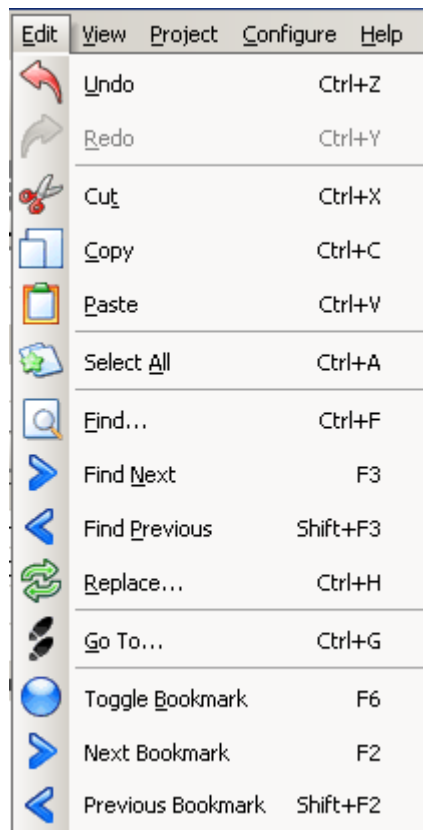 Edit View Project Configure Help
Undo Ctrl+Z
Redo Ctrl+Y
Cut Ctrl+X
Copy Ctrl+C
Paste Ctrl+V
Select All Ctrl+A
Find... Ctrl+F
Find Next F3
Find Previous Shift+F3
Replace... Ctrl+H
Go To... Ctrl+G
Toggle Bookmark F6
Next Bookmark F2
Previous Bookmark Shift+F2